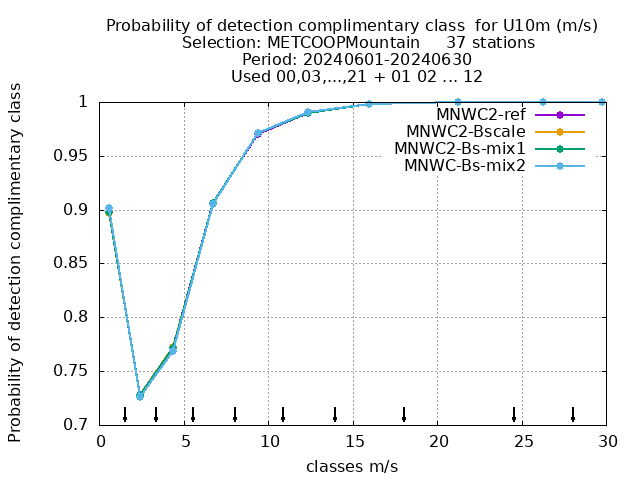 Probability of detection complimentary class  for U10m (m/s)
Selection: METCOOPMountain     37 stations
Period: 20240601-20240630
Used 00,03,...,21 + 01 02 ... 12
Probability of detection complimentary class
1
0.95
0.9
0.85
0.8
0.75
0.7
MNWC2-ref
MNWC2-Bscale
MNWC2-Bs-mix1
MNWC-Bs-mix2
0 5 10 15 20 25 30
classes m/s